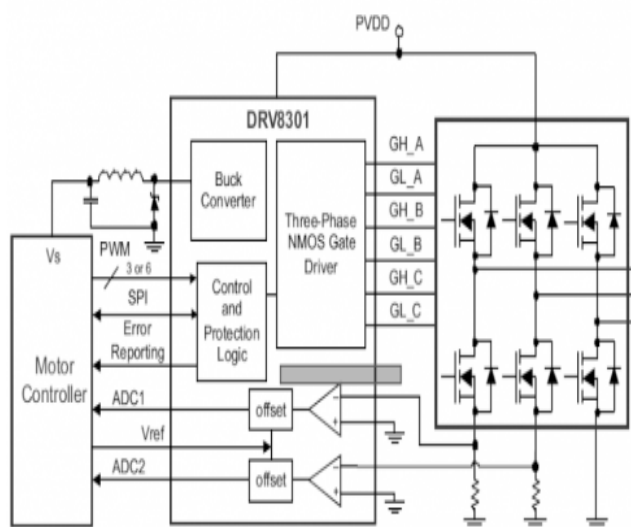 PVDD
DRV8301
Buck
Converter
Three-Phase
NMOS Gate
Driver
GH_A
GL_A
GH_B
GL_B
GH_C
GL_C
Vs
PWM
3 or 6
SPI
Error
Reporting
Control
and
Protection
Logic
Motor
Controller
ADC1
offset
Vref
ADC2
offset